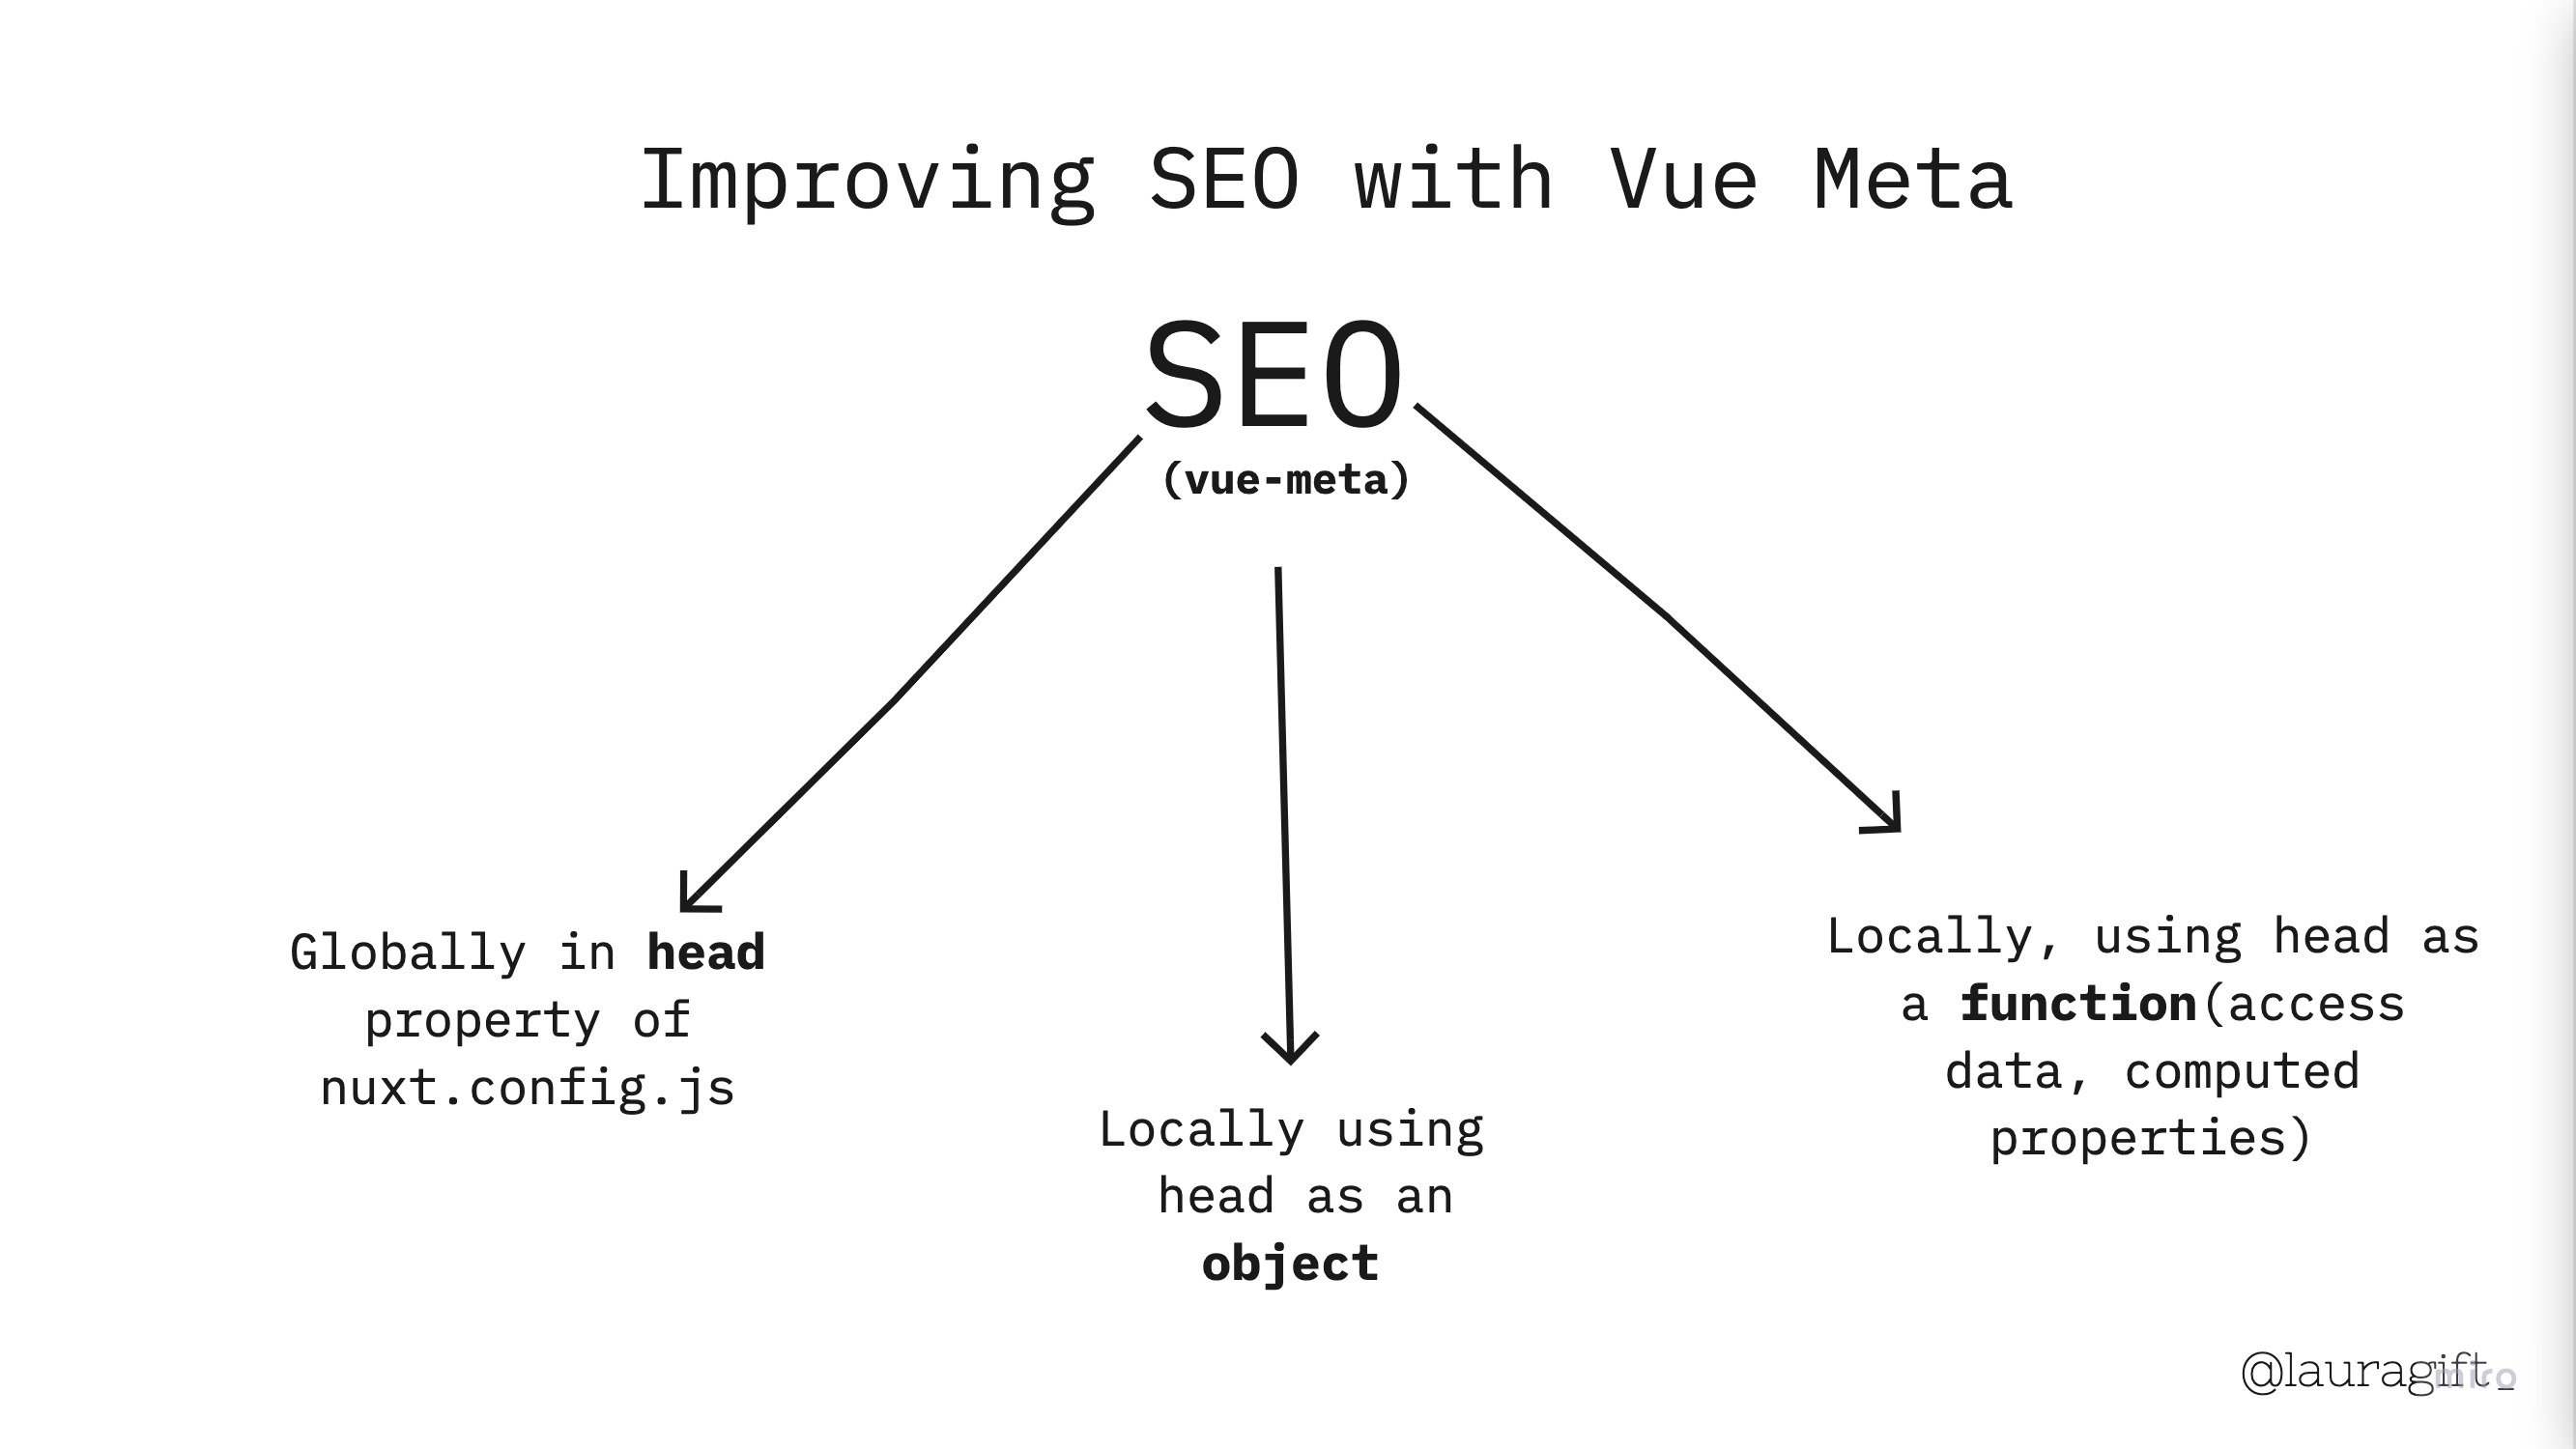 Improving SEO with Vue Meta
SEO
(vue-meta)
Globally in head
property of
nuxt.config.js
Locally using
head as an
object
Locally, using head as
a function(access
data, computed
properties)
@lauragift_
miro